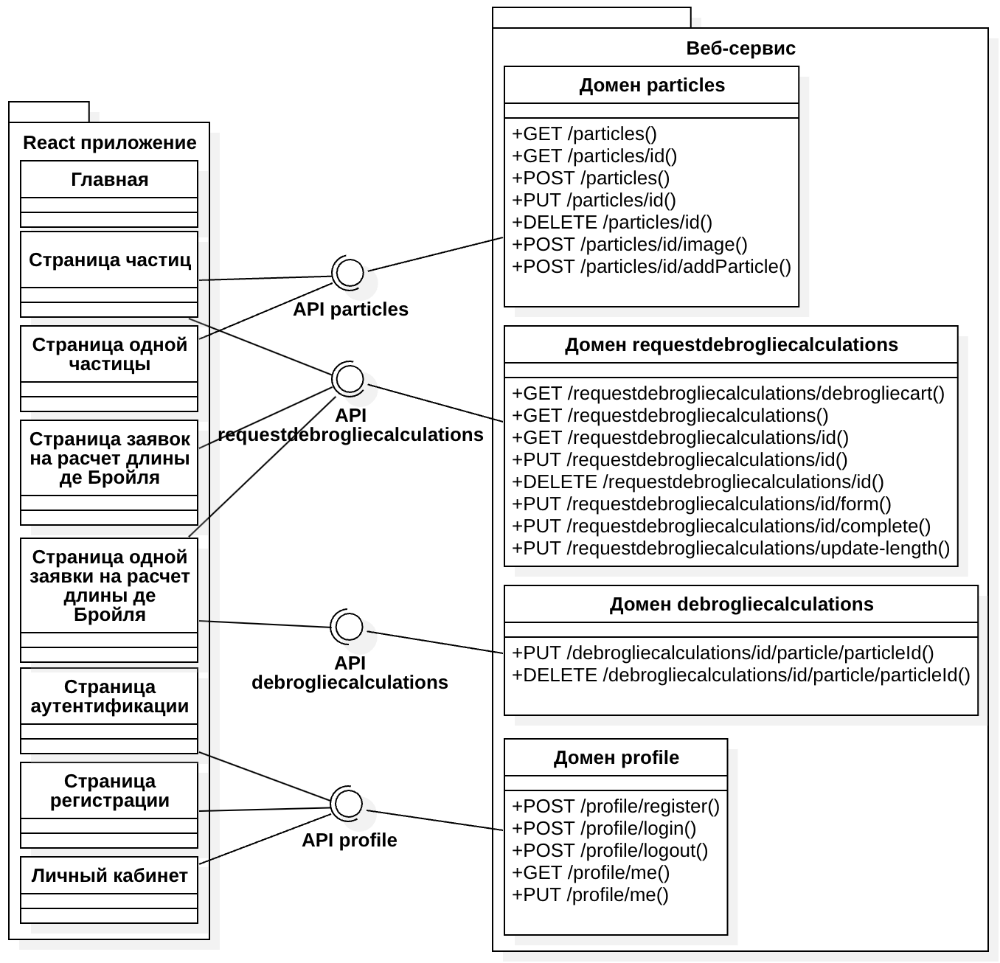 React приложение
Главная
Страница частиц
Страница одной
частицы
Страница заявок
на расчет длины
де Бройля
Страница одной
заявки на расчет
длины де
Бройля
Страница
аутентификации
Страница
регистрации
Личный кабинет
API particles
API
requestdebrogliecalculations
API
debrogliecalculations
API profile
Веб-сервис
Домен particles
+GET /particles()
+GET /particles/id()
+POST /particles()
+PUT /particles/id()
+DELETE /particles/id()
+POST /particles/id/image()
+POST /particles/id/addParticle()
Домен requestdebrogliecalculations
+GET /requestdebrogliecalculations/debrogliecart()
+GET /requestdebrogliecalculations()
+GET /requestdebrogliecalculations/id()
+PUT /requestdebrogliecalculations/id()
+DELETE /requestdebrogliecalculations/id()
+PUT /requestdebrogliecalculations/id/form()
+PUT /requestdebrogliecalculations/id/complete()
+PUT /requestdebrogliecalculations/update-length()
Домен debrogliecalculations
+PUT /debrogliecalculations/id/particle/particleId()
+DELETE /debrogliecalculations/id/particle/particleId()
Домен profile
+POST /profile/register()
+POST /profile/login()
+POST /profile/logout()
+GET /profile/me()
+PUT /profile/me()